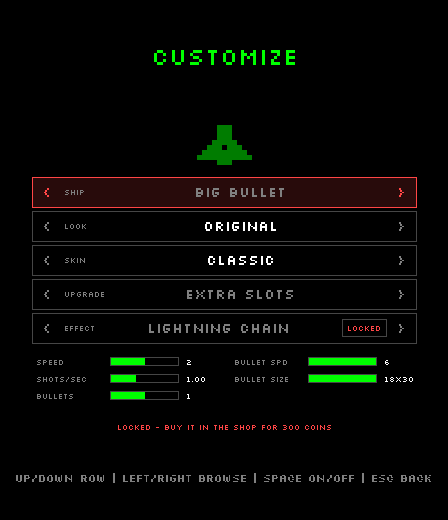 CUSTOMIZE
< SHIP BIG BULLET >
< LOOK ORIGINAL >
< SKIN CLASSIC >
< UPGRADE EXTRA SLOTS >
< EFFECT LIGHTNING CHAIN LOCKED >
SPEED 2 BULLET SPD 6
SHOTS/SEC 1.00 BULLET SIZE 18X30
BULLETS 1
LOCKED - BUY IT IN THE SHOP FOR 300 COINS
UP/DOWN ROW | LEFT/RIGHT BROWSE | SPACE ON/OFF | ESC BACK